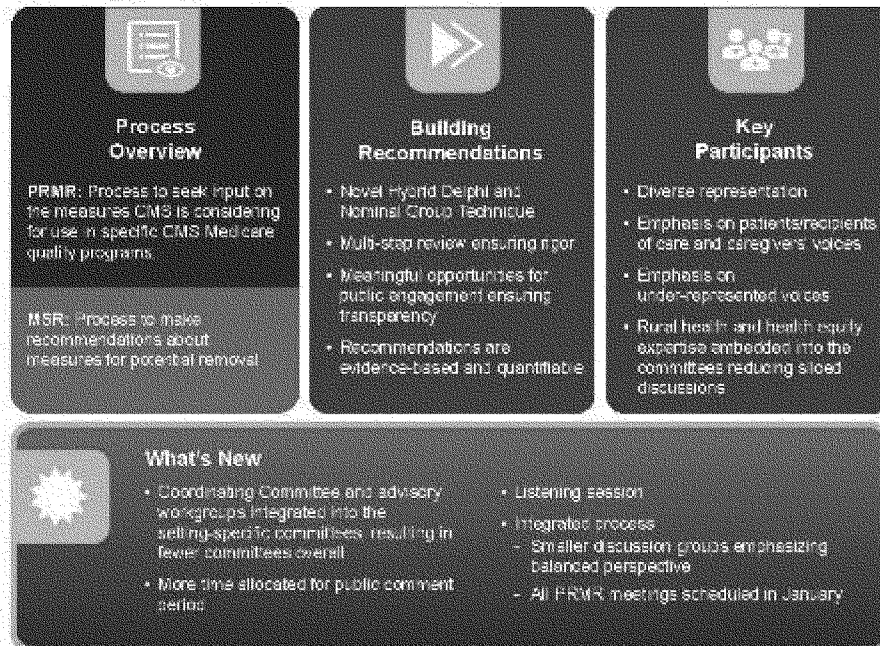 Process
Overview
PRMR: Process to seek input on
the measures CMS is considering
for use in specific CMS Medicare
quality programs
MSR: Process to make
recommendations about
measures for potential removal
Building
Recommendations
• Novel Hybrid Delphi and
Nominal Group Technique
• Multi-step review ensuring rigor
• Meaningful opportunities for
public engagement ensuring
transparency
• Recommendations are
evidence-based and quantifiable
Key
Participants
• Diverse representation
• Emphasis on patients/recipients
of care and caregivers' voices
• Emphasis on
under-represented voices
• Rural health and health equity
expertise embedded into the
committees reducing siloed
discussions
What's New
• Coordinating Committee and advisory
workgroups integrated into the
setting-specific committees, resulting in
fewer committees overall
• More time allocated for public comment
period
• Listening session
• Integrated process
- Smaller discussion groups emphasizing
balanced perspective
- All PRMR meetings scheduled in January